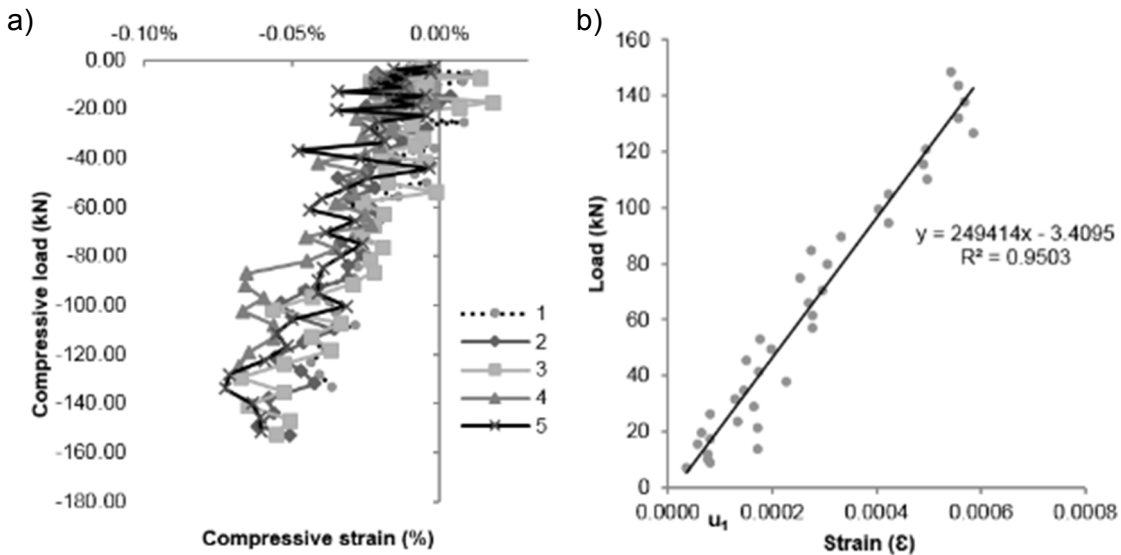 a)
-0.10% -0.05% 0.00%
0.00
-20.00
-40.00
-60.00
-80.00
-100.00
-120.00
-140.00
-160.00
-180.00
Compressive load (kN)
1
2
3
4
5
Compressive strain (%)
b)
160
140
120
100
80
60
40
20
0
Load (kN)
y = 249414x - 3.4095
R² = 0.9503
0.0000 0.0002 0.0004 0.0006 0.0008
u₁
Strain (Ɛ)